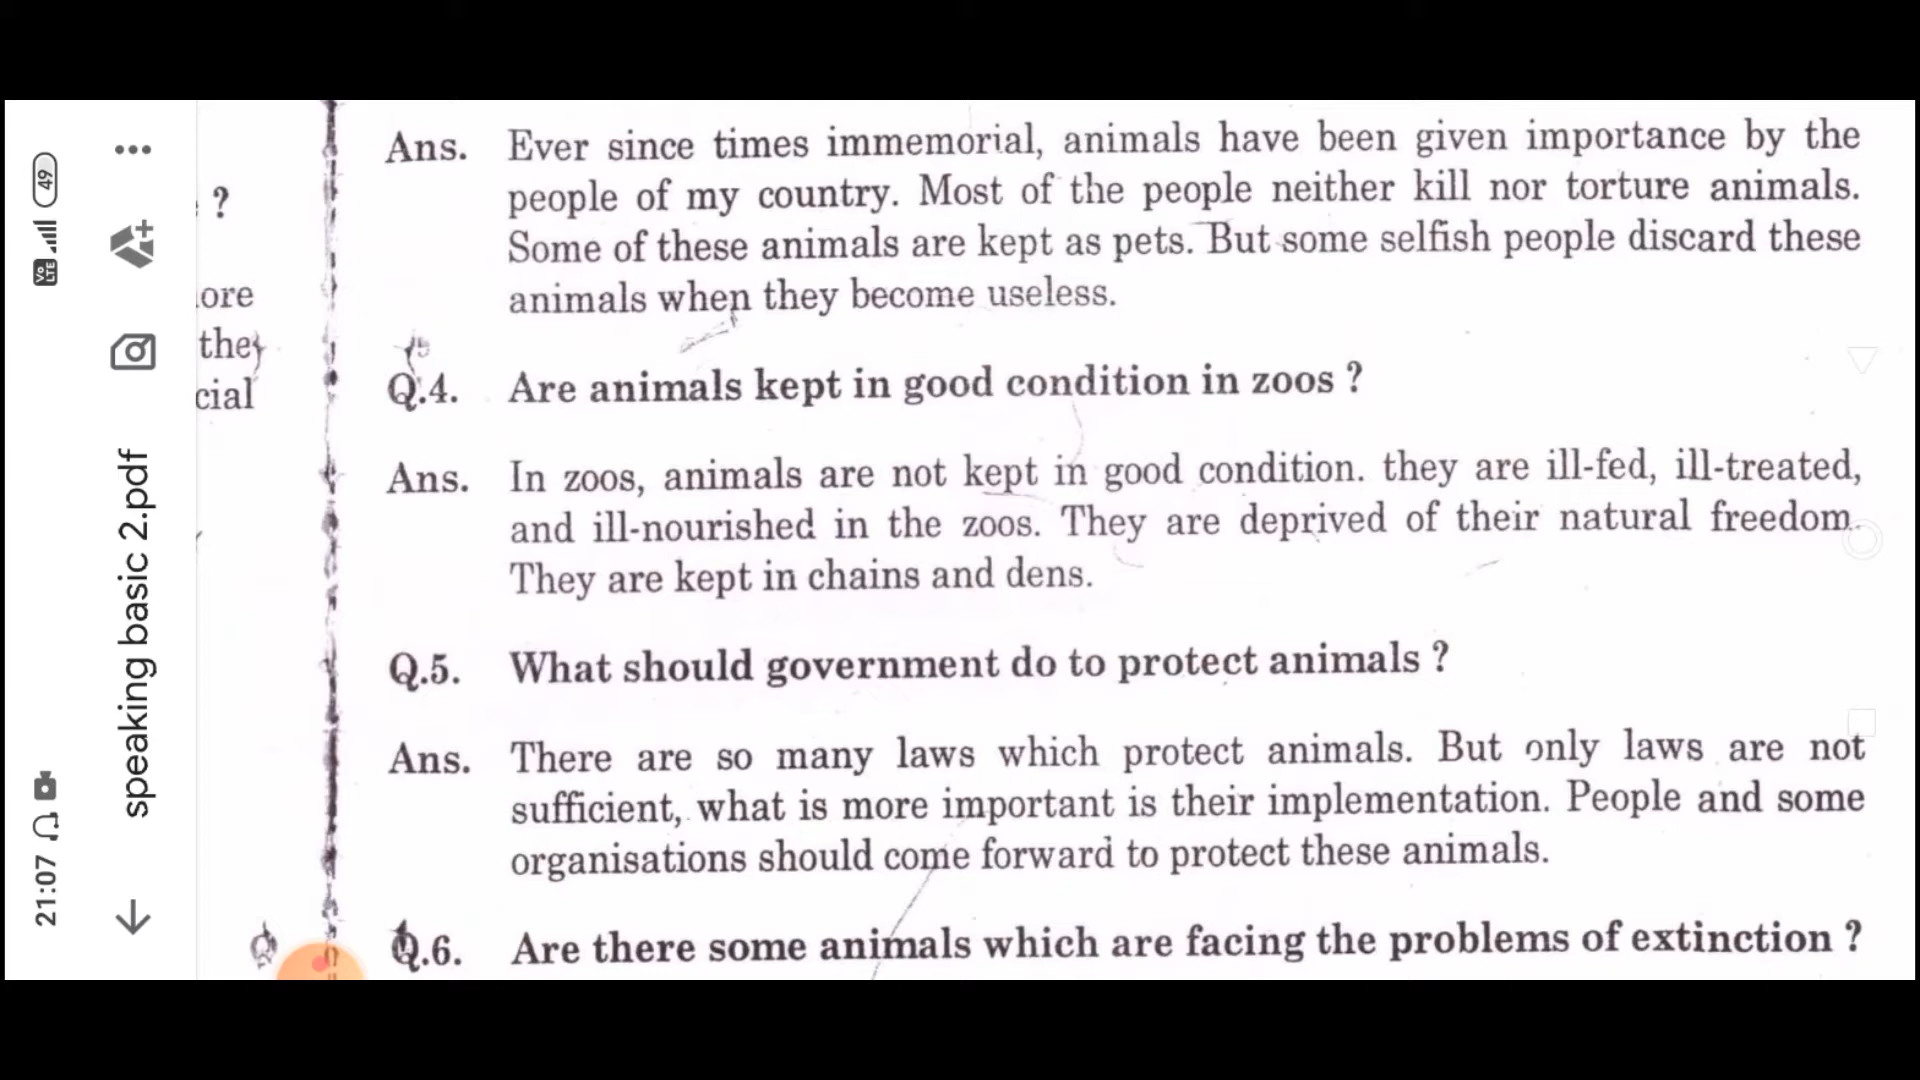 Ans. Ever since times immemorial, animals have been given importance by the
people of my country. Most of the people neither kill nor torture animals.
Some of these animals are kept as pets. But some selfish people discard these
animals when they become useless.
Q.4. Are animals kept in good condition in zoos ?
Ans. In zoos, animals are not kept in good condition. they are ill-fed, ill-treated,
and ill-nourished in the zoos. They are deprived of their natural freedom.
They are kept in chains and dens.
Q.5. What should government do to protect animals ?
Ans. There are so many laws which protect animals. But only laws are not
sufficient, what is more important is their implementation. People and some
organisations should come forward to protect these animals.
Q.6. Are there some animals which are facing the problems of extinction ?
?
ore
the
cial
speaking basic 2.pdf
21:07
49
Vo
LTE